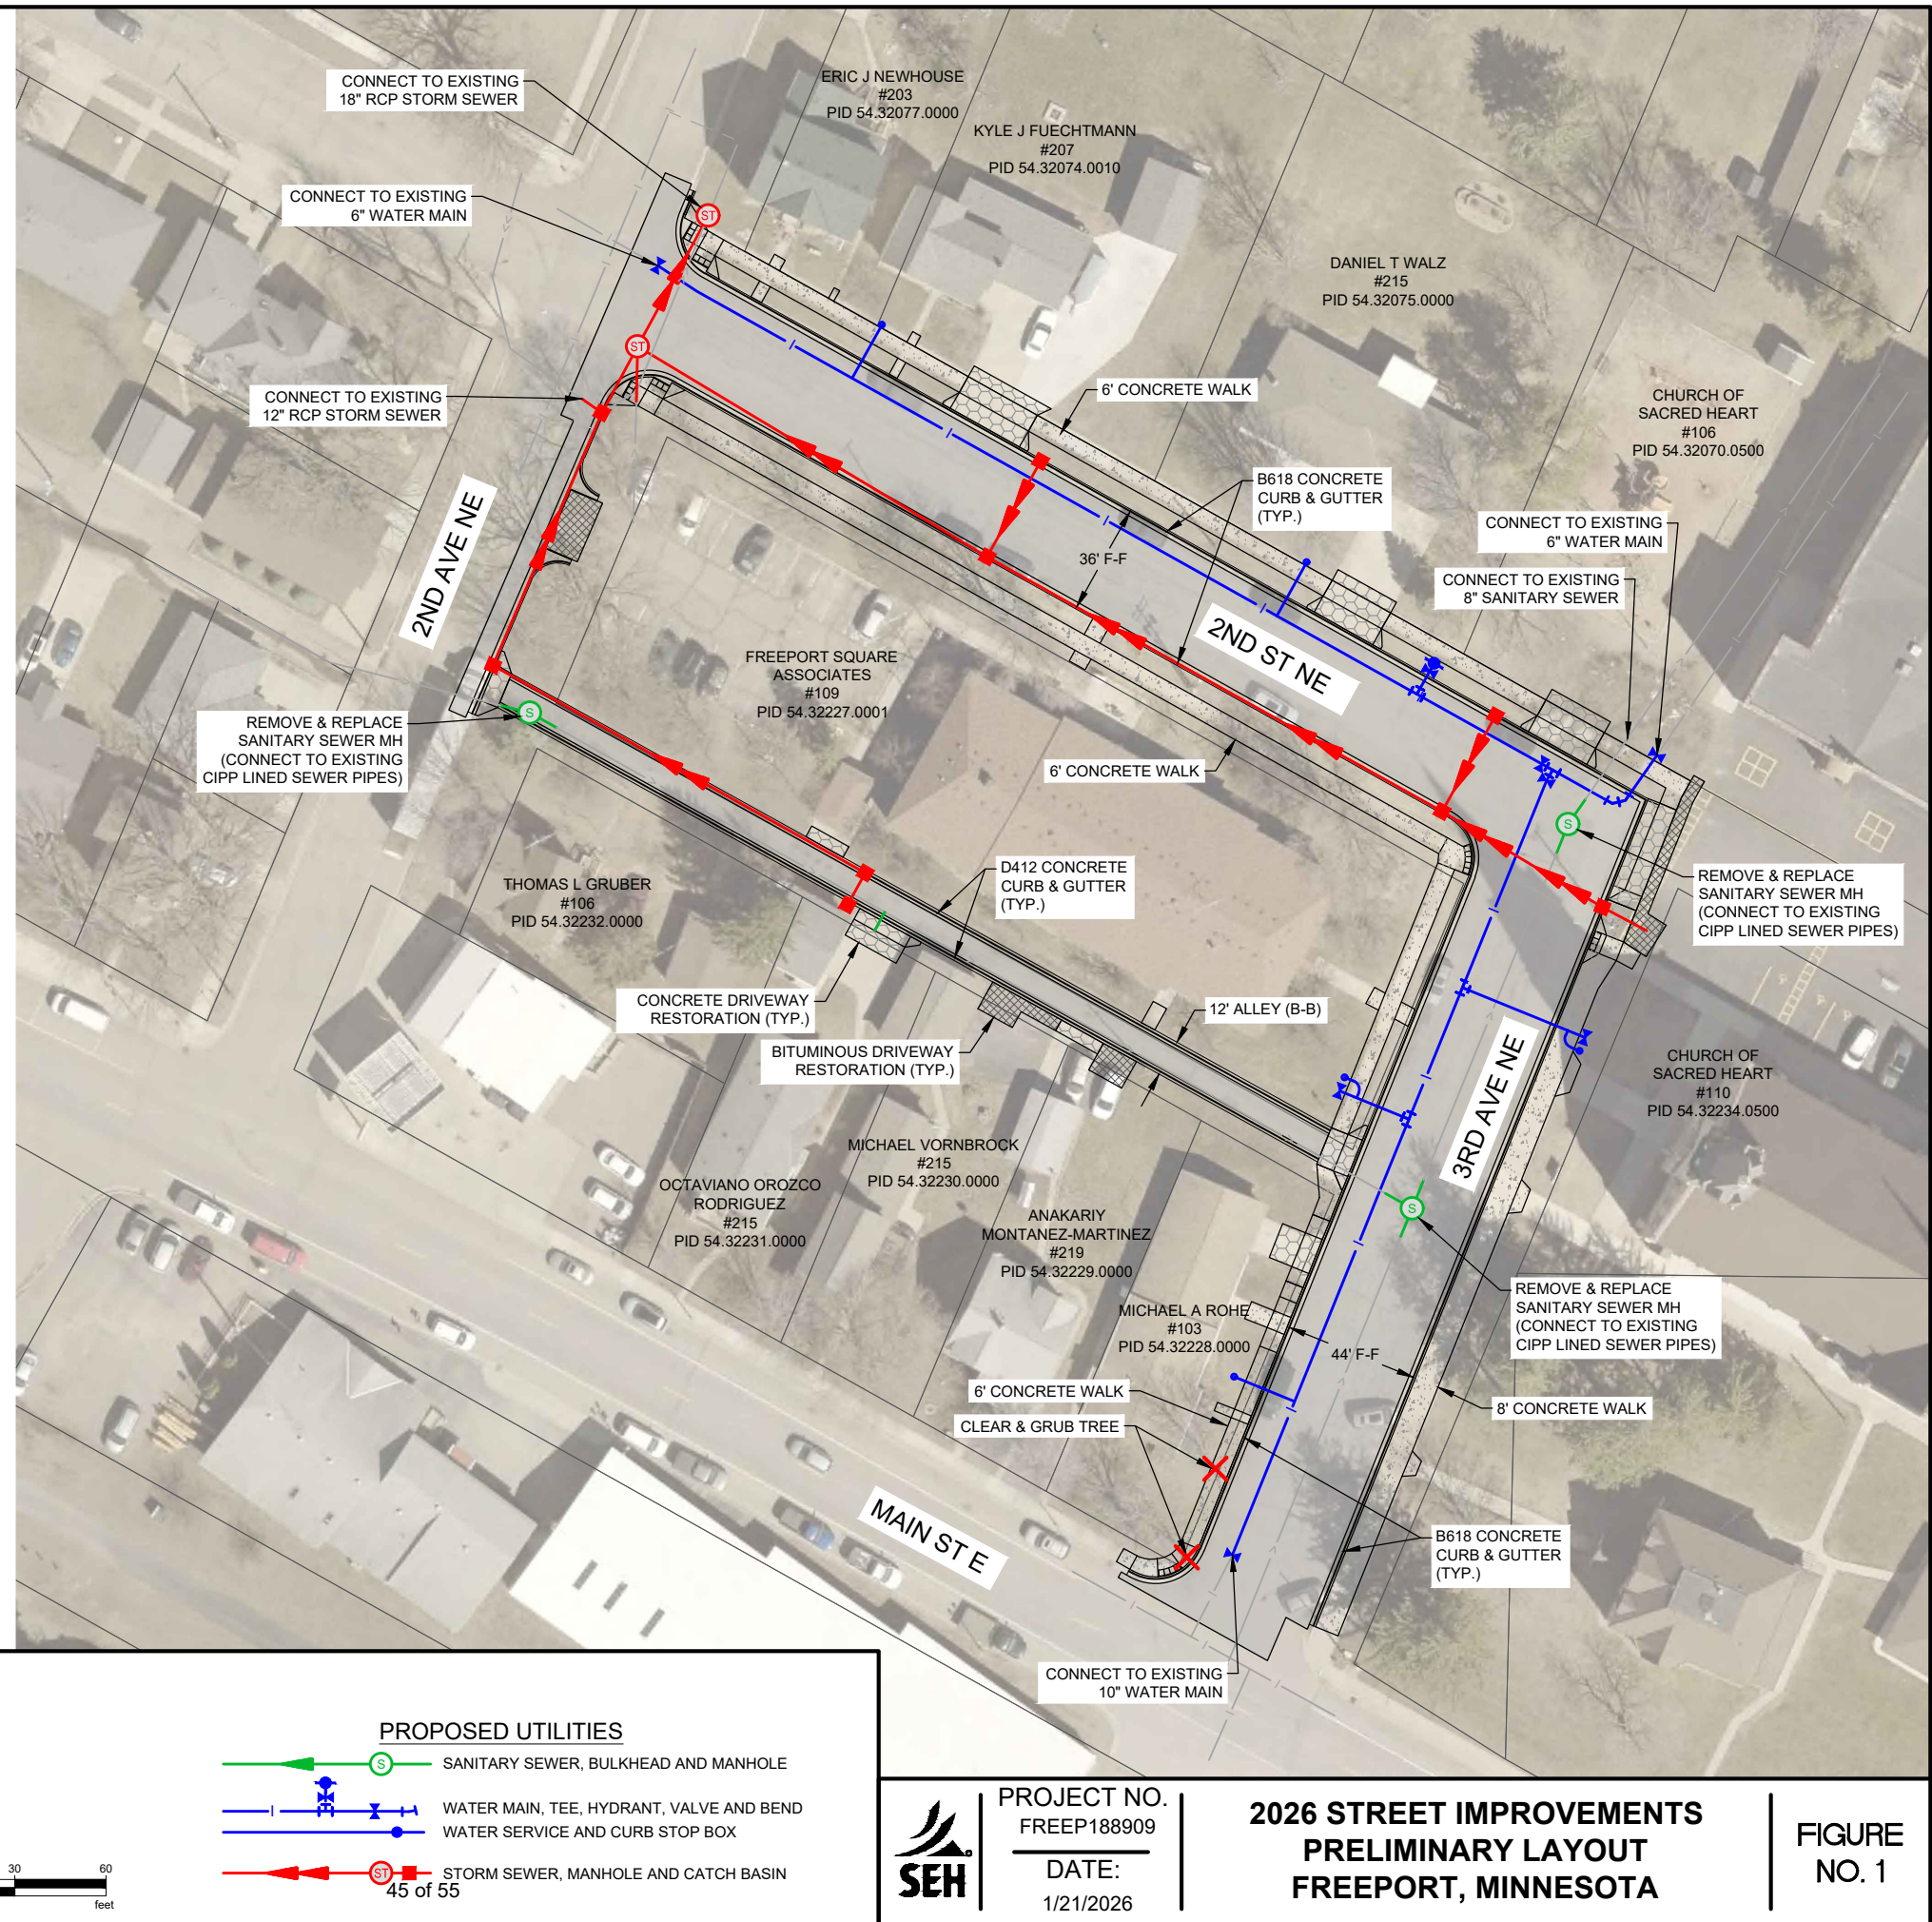 CONNECT TO EXISTING
18" RCP STORM SEWER
ERIC J NEWHOUSE
#203
PID 54.32077.0000
KYLE J FUECHTMANN
#207
PID 54.32074.0010
CONNECT TO EXISTING
6" WATER MAIN
ST
DANIEL T WALZ
#215
PID 54.32075.0000
ST
CONNECT TO EXISTING
12" RCP STORM SEWER
6' CONCRETE WALK
CHURCH OF
SACRED HEART
#106
PID 54.32070.0500
B618 CONCRETE
CURB & GUTTER
(TYP.)
CONNECT TO EXISTING
6" WATER MAIN
36' F-F
CONNECT TO EXISTING
8" SANITARY SEWER
2ND AVE NE
2ND ST NE
FREEPORT SQUARE
ASSOCIATES
#109
PID 54.32227.0001
S
REMOVE & REPLACE
SANITARY SEWER MH
(CONNECT TO EXISTING
CIPP LINED SEWER PIPES)
6' CONCRETE WALK
S
THOMAS L GRUBER
#106
PID 54.32232.0000
D412 CONCRETE
CURB & GUTTER
(TYP.)
REMOVE & REPLACE
SANITARY SEWER MH
(CONNECT TO EXISTING
CIPP LINED SEWER PIPES)
CONCRETE DRIVEWAY
RESTORATION (TYP.)
12' ALLEY (B-B)
BITUMINOUS DRIVEWAY
RESTORATION (TYP.)
CHURCH OF
SACRED HEART
#110
PID 54.32234.0500
3RD AVE NE
MICHAEL VORNBROCK
#215
PID 54.32230.0000
OCTAVIANO OROZCO
RODRIGUEZ
#215
PID 54.32231.0000
ANAKARIY
MONTANEZ-MARTINEZ
#219
PID 54.32229.0000
S
REMOVE & REPLACE
SANITARY SEWER MH
(CONNECT TO EXISTING
CIPP LINED SEWER PIPES)
MICHAEL A ROHE
#103
PID 54.32228.0000
44' F-F
6' CONCRETE WALK
8' CONCRETE WALK
CLEAR & GRUB TREE
MAIN ST E
B618 CONCRETE
CURB & GUTTER
(TYP.)
CONNECT TO EXISTING
10" WATER MAIN
PROPOSED UTILITIES
S SANITARY SEWER, BULKHEAD AND MANHOLE
WATER MAIN, TEE, HYDRANT, VALVE AND BEND
WATER SERVICE AND CURB STOP BOX
ST STORM SEWER, MANHOLE AND CATCH BASIN
30 60
feet
45 of 55
SEH
PROJECT NO.
FREEP188909
DATE:
1/21/2026
2026 STREET IMPROVEMENTS
PRELIMINARY LAYOUT
FREEPORT, MINNESOTA
FIGURE
NO. 1